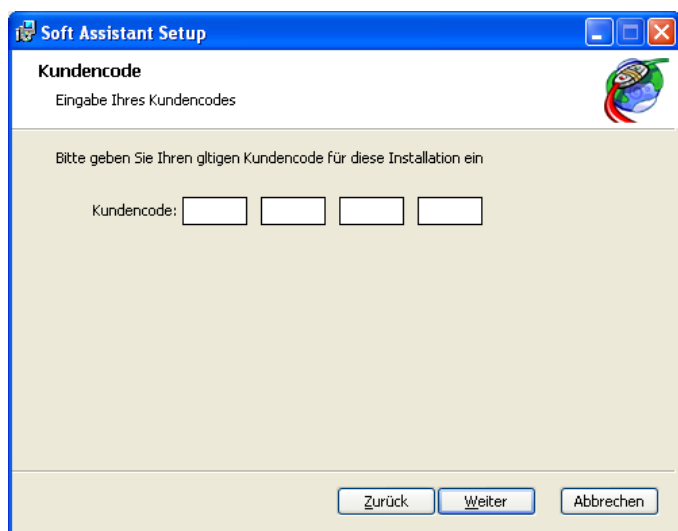 Soft Assistant Setup
Kundencode
Eingabe Ihres Kundencodes
Bitte geben Sie Ihren gltigen Kundencode für diese Installation ein
Kundencode:
Zurück Weiter Abbrechen